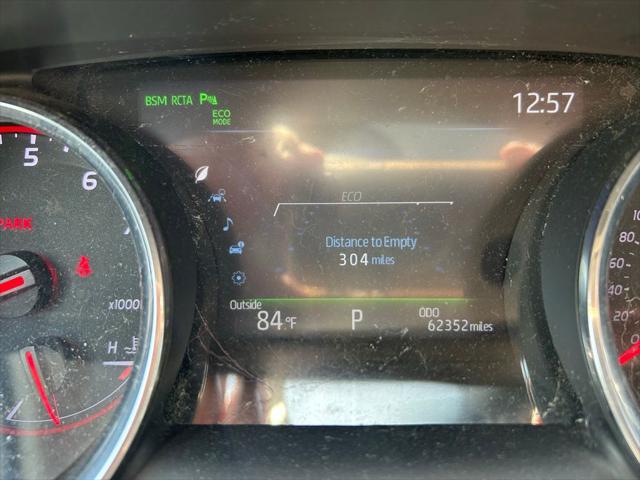 BSM RCTA P
ECO
MODE
12:57
5
6
PARK
x1000
H
ECO
Distance to Empty
304 miles
Outside
84°F
P
ODO
62352 miles
80
60
40
20
0